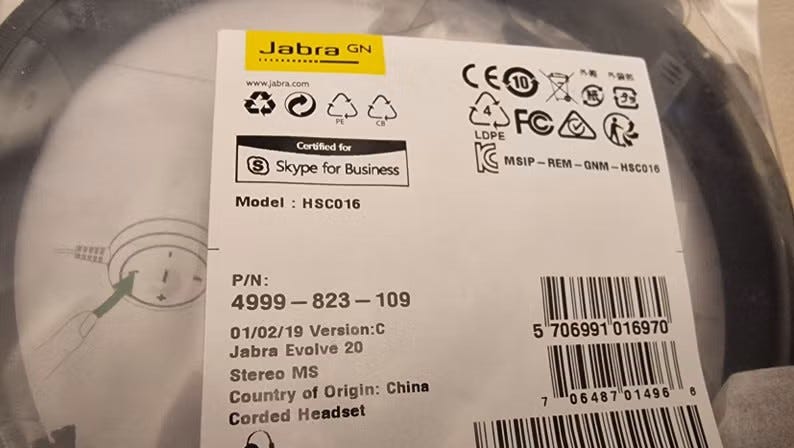 Jabra GN
www.jabra.com
PE
CB
Certified for
S Skype for Business
Model : HSC016
CE 10
4
LDPE
FC
MSIP-REM-GNM-HSC016
P/N:
4999-823-109
01/02/19 Version:C
Jabra Evolve 20
Stereo MS
Country of Origin: China
Corded Headset
5 706991 016970
7 06487 01496 8